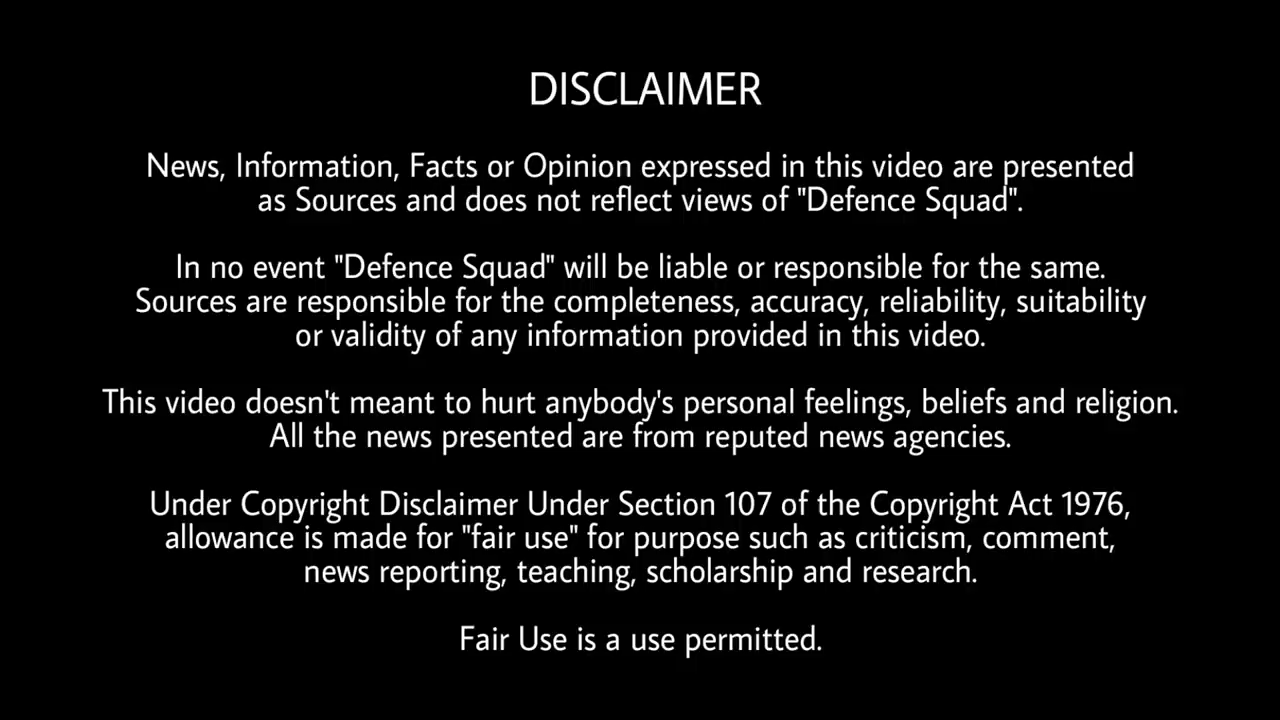 DISCLAIMER
News, Information, Facts or Opinion expressed in this video are presented
as Sources and does not reflect views of "Defence Squad".
In no event "Defence Squad" will be liable or responsible for the same.
Sources are responsible for the completeness, accuracy, reliability, suitability
or validity of any information provided in this video.
This video doesn't meant to hurt anybody's personal feelings, beliefs and religion.
All the news presented are from reputed news agencies.
Under Copyright Disclaimer Under Section 107 of the Copyright Act 1976,
allowance is made for "fair use" for purpose such as criticism, comment,
news reporting, teaching, scholarship and research.
Fair Use is a use permitted.